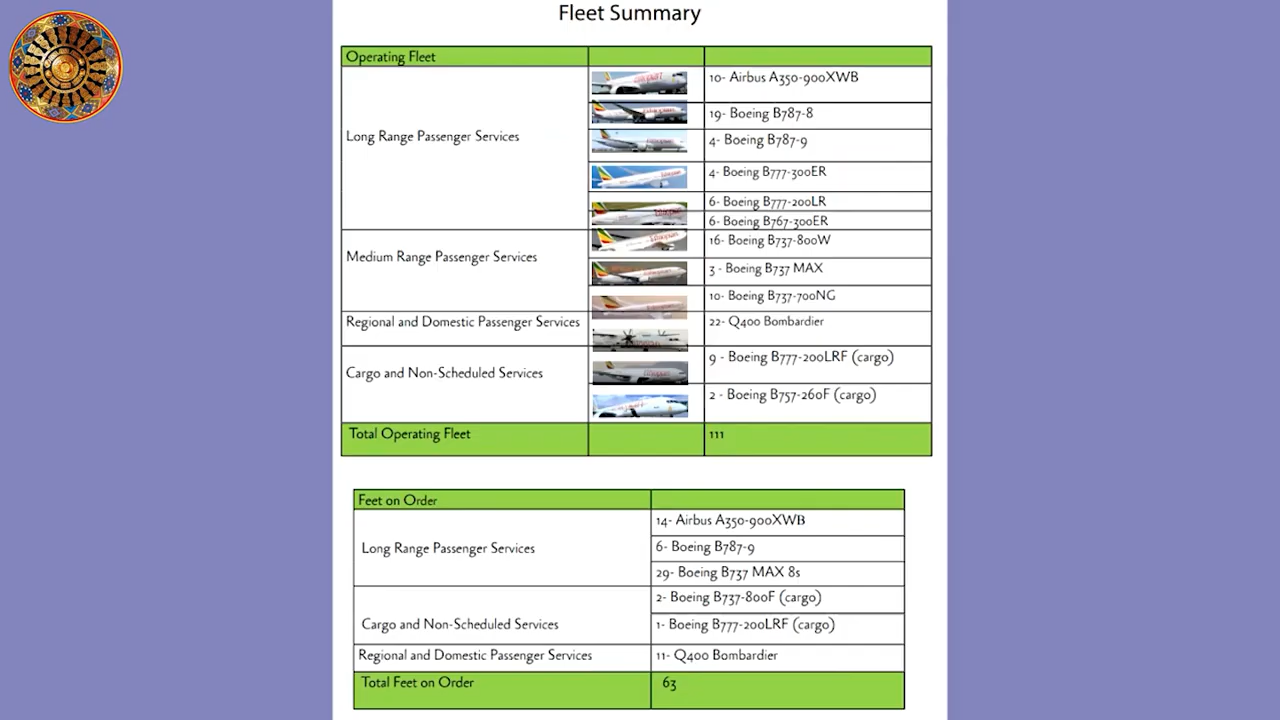 Fleet Summary
Operating Fleet
Long Range Passenger Services
10- Airbus A350-900XWB
19- Boeing B787-8
4- Boeing B787-9
4- Boeing B777-300ER
6- Boeing B777-200LR
6- Boeing B767-300ER
Medium Range Passenger Services
16- Boeing B737-800W
3 - Boeing B737 MAX
10- Boeing B737-700NG
Regional and Domestic Passenger Services
22- Q400 Bombardier
Cargo and Non-Scheduled Services
9 - Boeing B777-200LRF (cargo)
2 - Boeing B757-260F (cargo)
Total Operating Fleet
111
Feet on Order
Long Range Passenger Services
14- Airbus A350-900XWB
6- Boeing B787-9
29- Boeing B737 MAX 8s
Cargo and Non-Scheduled Services
2- Boeing B737-800F (cargo)
1- Boeing B777-200LRF (cargo)
Regional and Domestic Passenger Services
11- Q400 Bombardier
Total Feet on Order
63